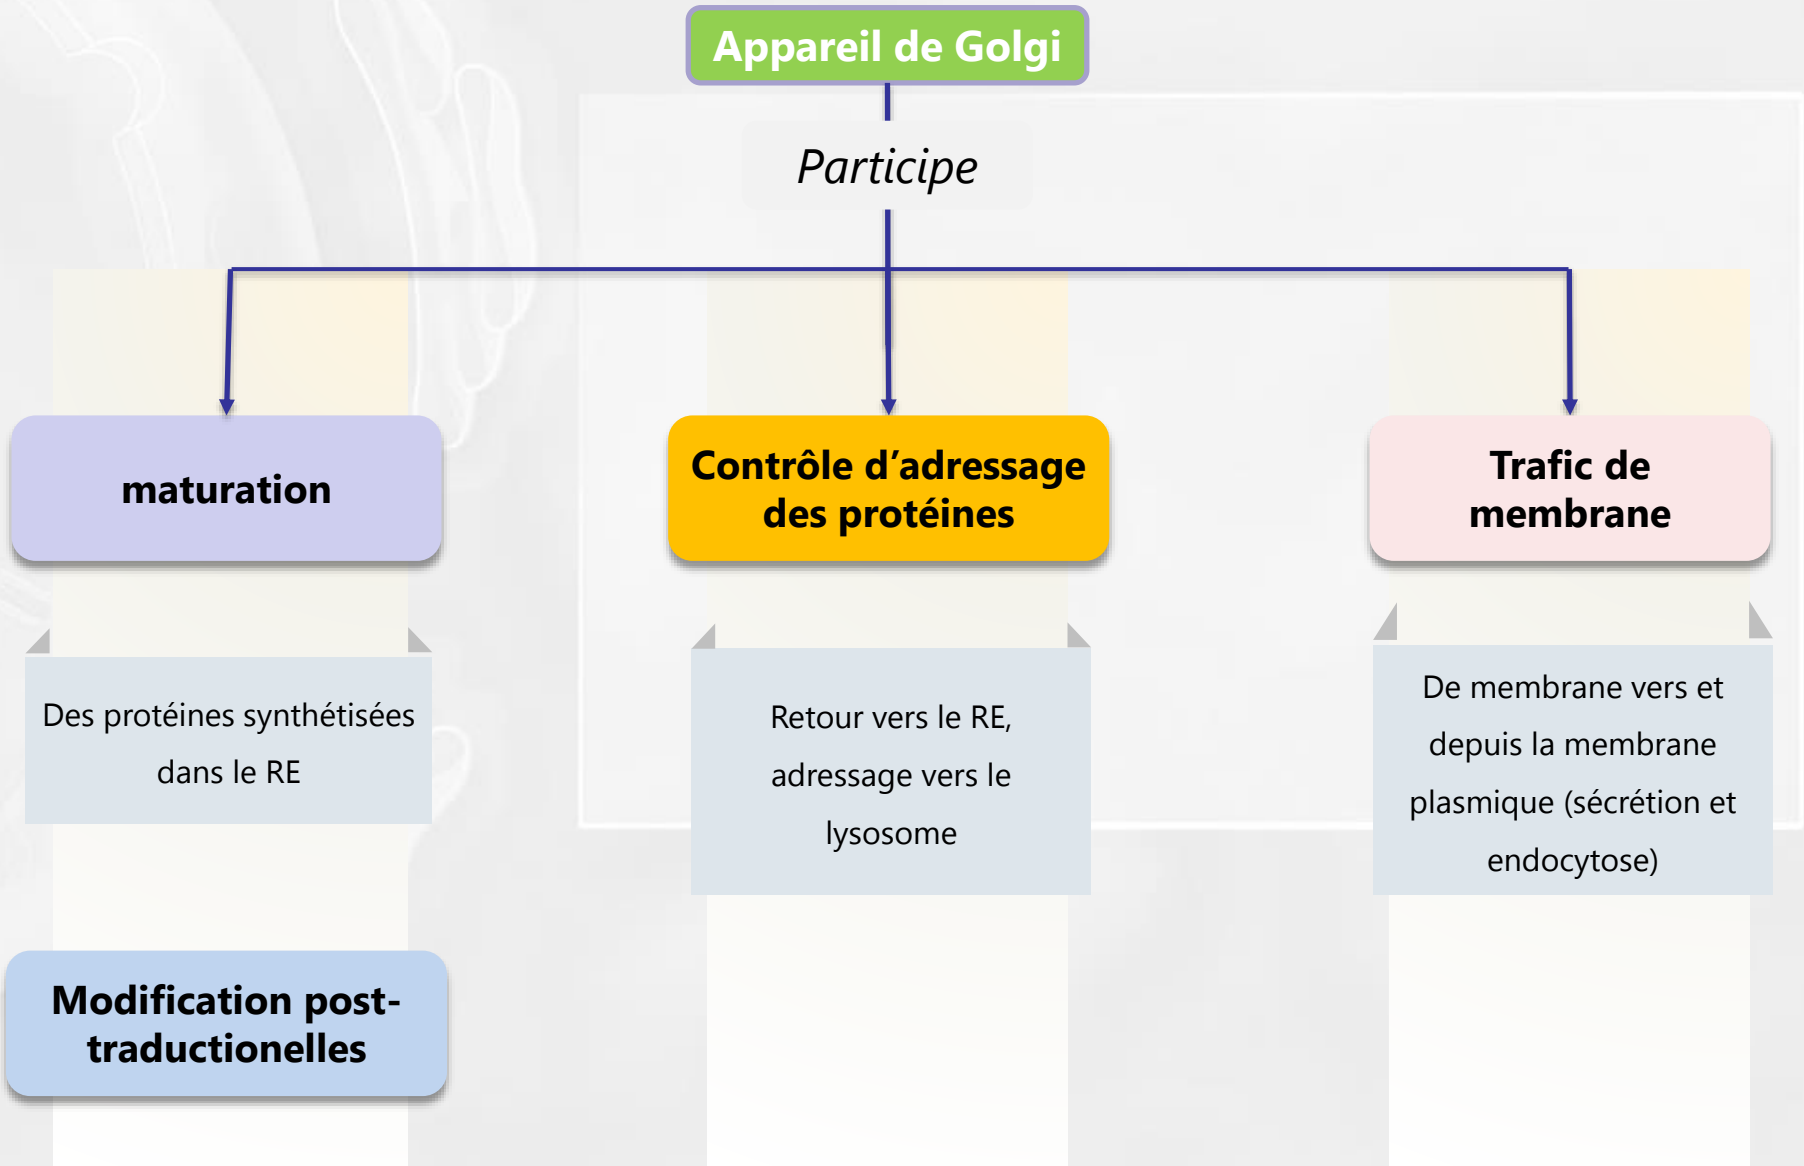 Appareil de Golgi
Participe
maturation
Des protéines synthétisées
dans le RE
Modification post-
traductionelles
Contrôle d’adressage
des protéines
Retour vers le RE,
adressage vers le
lysosome
Trafic de
membrane
De membrane vers et
depuis la membrane
plasmique (sécrétion et
endocytose)